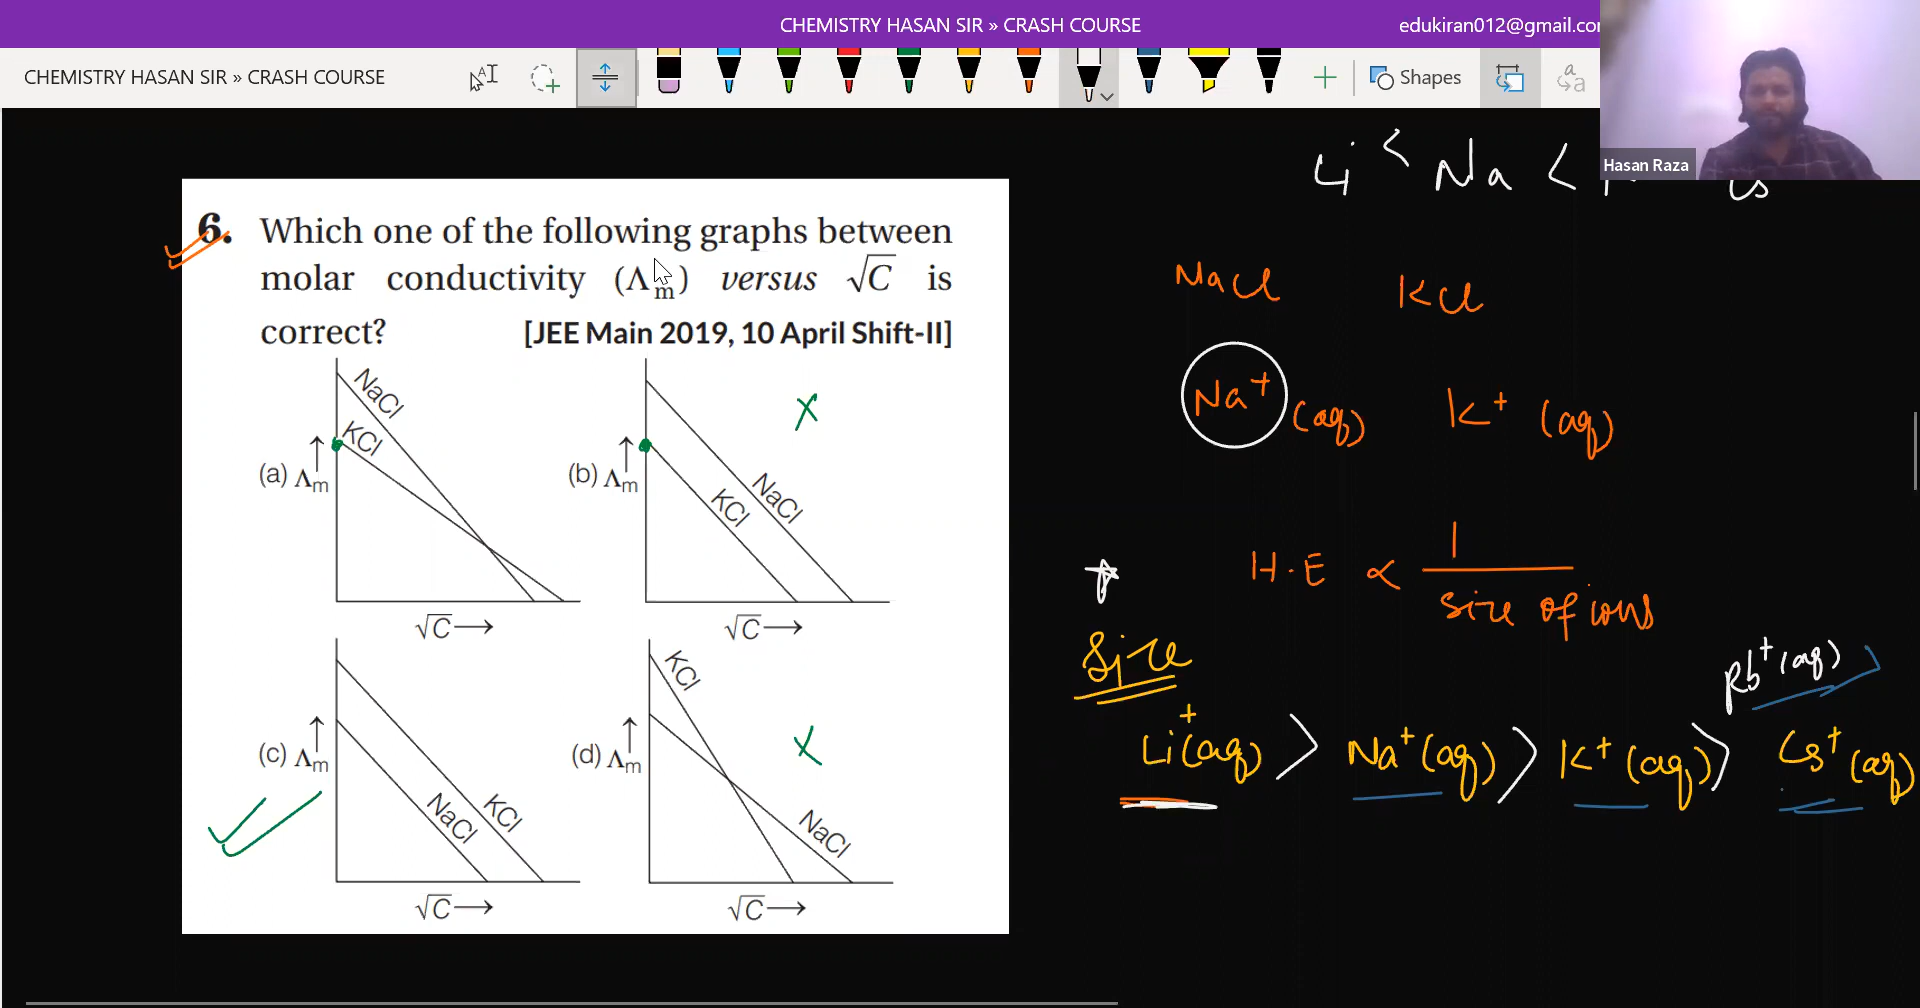 CHEMISTRY HASAN SIR » CRASH COURSE
edukiran012@gmail.co
CHEMISTRY HASAN SIR » CRASH COURSE
Shapes
Hasan Raza
Li < Na <
Cs
6. Which one of the following graphs between
molar conductivity (Λm) versus √C is
correct? [JEE Main 2019, 10 April Shift-II]
NaCl
KCl
(a) Λm
√C
NaCl
KCl
(b) Λm
√C
KCl
NaCl
(c) Λm
√C
KCl
NaCl
(d) Λm
√C
NaCl KCl
Na+ (aq) K+ (aq)
H.E ∝ 1
size of ions
Size
Rb+ (aq)
Li+ (aq) > Na+ (aq) > K+ (aq) > Cs+ (aq)